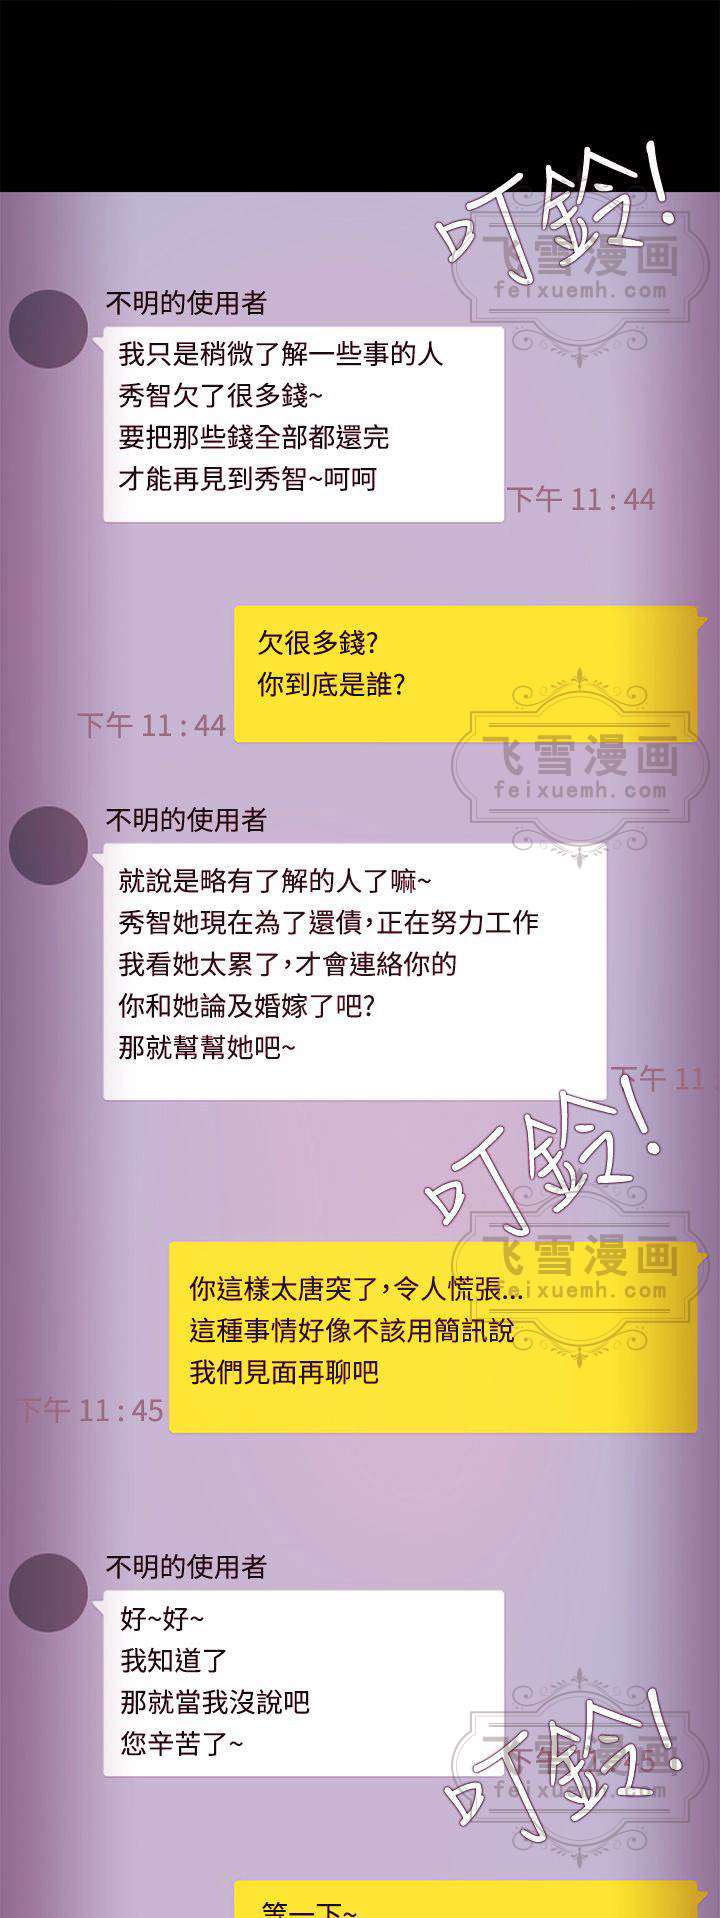 叮鈴!
飞雪漫画
feixuemh.com
不明的使用者
我只是稍微了解一些事的人
秀智欠了很多錢~
要把那些錢全部都還完
才能再見到秀智~呵呵
下午 11 : 44
欠很多錢?
你到底是誰?
下午 11 : 44
飞雪漫画
feixuemh.com
不明的使用者
就說是略有了解的人了嘛~
秀智她現在為了還債,正在努力工作
我看她太累了,才會連絡你的
你和她論及婚嫁了吧?
那就幫幫她吧~
下午 11 :
叮鈴!
飞雪漫画
feixuemh.com
你這樣太唐突了,令人慌張...
這種事情好像不該用簡訊說
我們見面再聊吧
下午 11 : 45
不明的使用者
好~好~
我知道了
那就當我沒說吧
您辛苦了~
下午 11 : 45
叮鈴!
飞雪漫画
feixuemh.com
等一下~